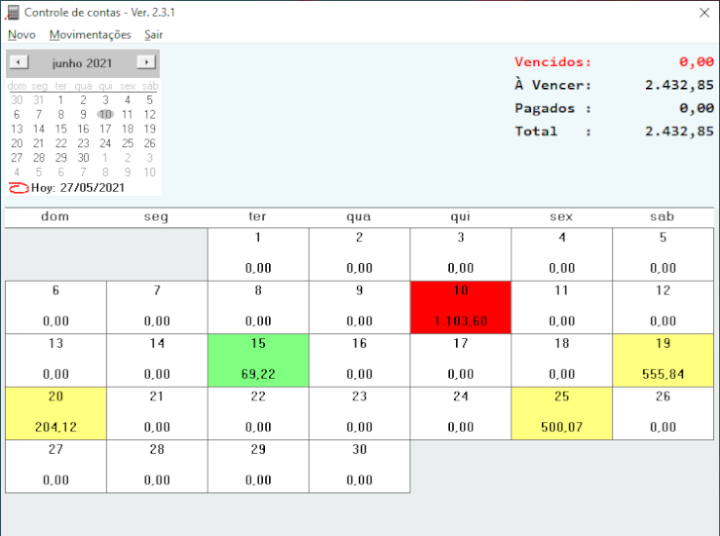 Controle de contas - Ver. 2.3.1
Novo Movimentações Sair
junho 2021
dom seg ter qua qui sex sáb
30 31 1 2 3 4 5
6 7 8 9 10 11 12
13 14 15 16 17 18 19
20 21 22 23 24 25 26
27 28 29 30 1 2 3
4 5 6 7 8 9 10
Hoy: 27/05/2021
Vencidos: 0,00
À Vencer: 2.432,85
Pagados : 0,00
Total : 2.432,85
dom seg ter qua qui sex sab
1 2 3 4 5
0,00 0,00 0,00 0,00 0,00
6 7 8 9 10 11 12
0,00 0,00 0,00 0,00 1.103,60 0,00 0,00
13 14 15 16 17 18 19
0,00 0,00 69,22 0,00 0,00 0,00 555,84
20 21 22 23 24 25 26
204,12 0,00 0,00 0,00 0,00 500,07 0,00
27 28 29 30
0,00 0,00 0,00 0,00